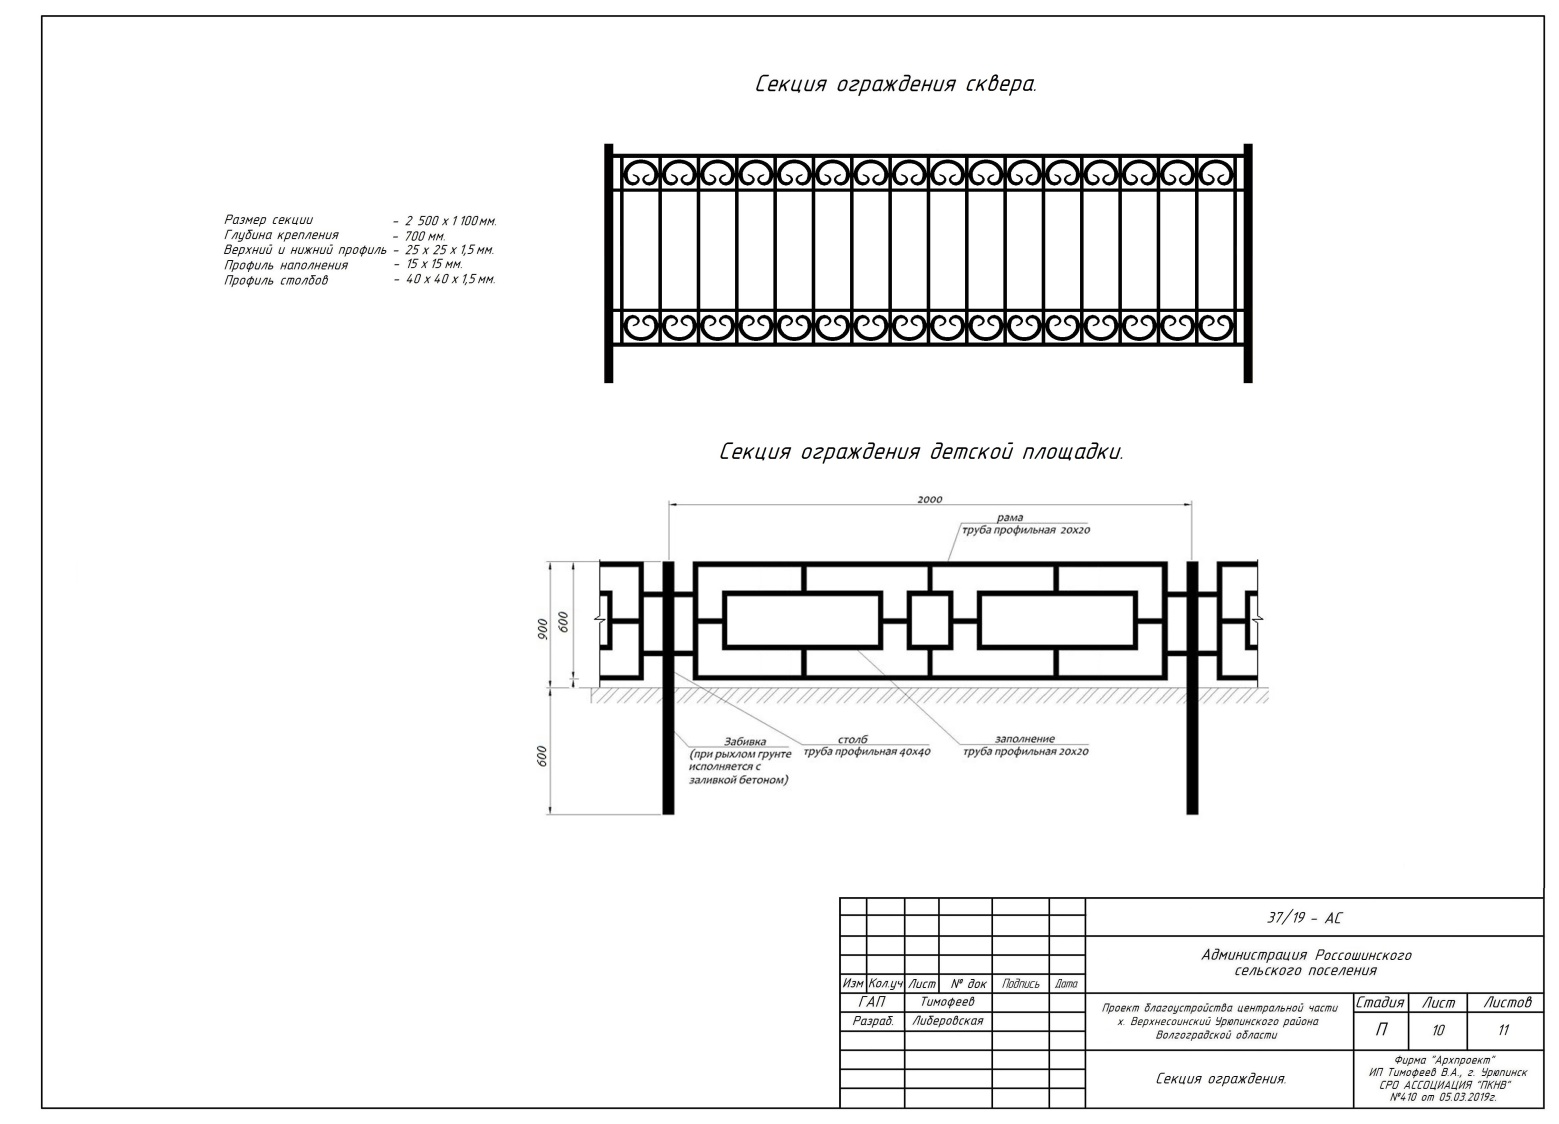 Секция ограждения сквера.
Размер секции - 2 500 х 1 100 мм.
Глубина крепления - 700 мм.
Верхний и нижний профиль - 25 х 25 х 1,5 мм.
Профиль наполнения - 15 х 15 мм.
Профиль столбов - 40 х 40 х 1,5 мм.
Секция ограждения детской площадки.
2000
рама
труба профильная 20х20
900
600
600
Забивка
(при рыхлом грунте
исполняется с
заливкой бетоном)
столб
труба профильная 40х40
заполнение
труба профильная 20х20
37/19 - АС
Администрация Россошинского
сельского поселения
Изм Кол.уч Лист № док Подпись Дата
ГАП Тимофеев
Разраб. Либеровская
Проект благоустройства центральной части
х. Верхнесоинский Урюпинского района
Волгоградской области
Стадия Лист Листов
П 10 11
Секция ограждения.
Фирма "Архпроект"
ИП Тимофеев В.А., г. Урюпинск
СРО АССОЦИАЦИЯ "ПКНВ"
№410 от 05.03.2019г.